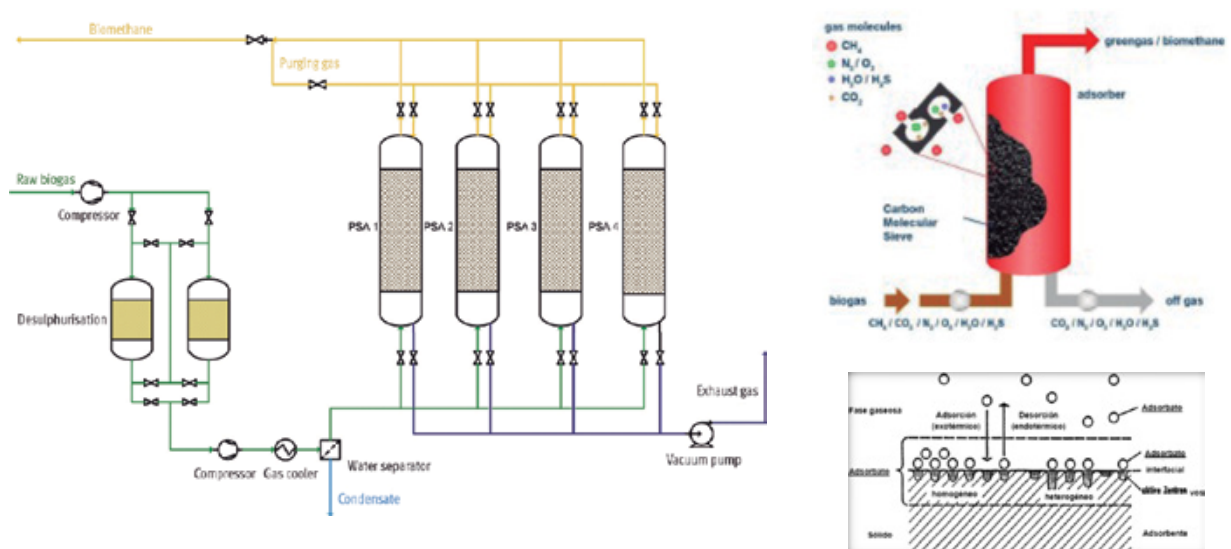 Biomethane
Purging gas
Raw biogas
Compressor
PSA 1
PSA 2
PSA 3
PSA 4
Desulphurisation
Exhaust gas
Compressor
Gas cooler
Water separator
Vacuum pump
Condensate
gas molecules
CH₄
N₂ / O₂
H₂O / H₂S
CO₂
greengas / biomethane
adsorber
Carbon
Molecular
Sieve
biogas
off gas
CH₄ / CO₂ / N₂ / O₂ / H₂O / H₂S
CO₂ / N₂ / O₂ / H₂O / H₂S
Fase gaseosa
Adsorción
(exotérmico)
Desorción
(endotérmico)
Adsorbato
Adsorbato
Adsorbato
interfacial
homogéneo
heterogéneo
Sólido
Adsorbente